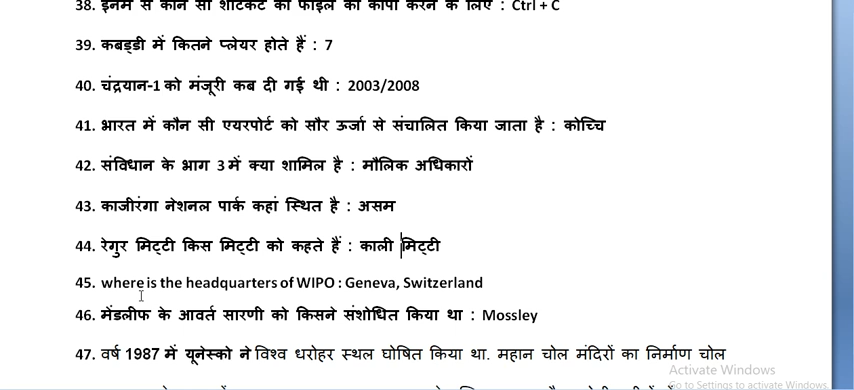 38. इनमें से कौन सी शॉर्टकट की फाइल को कॉपी करने के लिए : Ctrl + C
39. कबड्डी में कितने प्लेयर होते हैं : 7
40. चंद्रयान-1 को मंजूरी कब दी गई थी : 2003/2008
41. भारत में कौन सी एयरपोर्ट को सौर ऊर्जा से संचालित किया जाता है : कोच्चि
42. संविधान के भाग 3 में क्या शामिल है : मौलिक अधिकारों
43. काजीरंगा नेशनल पार्क कहां स्थित है : असम
44. रेगुर मिट्टी किस मिट्टी को कहते हैं : काली मिट्टी
45. where is the headquarters of WIPO : Geneva, Switzerland
46. मेंडलीफ के आवर्त सारणी को किसने संशोधित किया था : Mossley
47. वर्ष 1987 में यूनेस्को ने विश्व धरोहर स्थल घोषित किया था. महान चोल मंदिरों का निर्माण चोल
Activate Windows
Go to Settings to activate Windows.